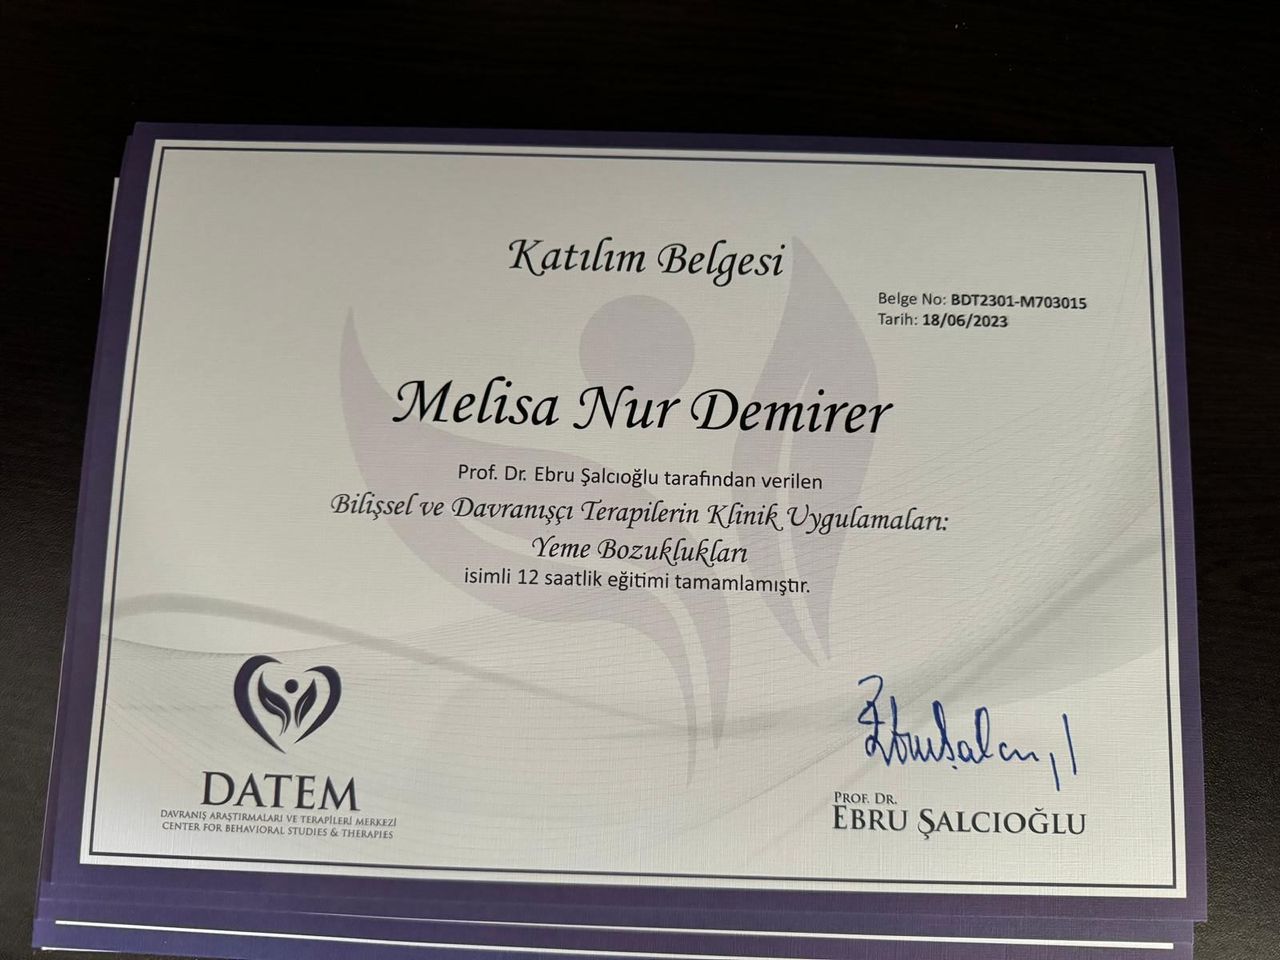 Katılım Belgesi
Belge No: BDT2301-M703015
Tarih: 18/06/2023
Melisa Nur Demirer
Prof. Dr. Ebru Şalcıoğlu tarafından verilen
Bilişsel ve Davranışçı Terapilerin Klinik Uygulamaları:
Yeme Bozuklukları
isimli 12 saatlik eğitimi tamamlamıştır.
DATEM
DAVRANIŞ ARAŞTIRMALARI VE TERAPİLERİ MERKEZİ
CENTER FOR BEHAVIORAL STUDIES & THERAPIES
PROF. DR.
EBRU ŞALCIOĞLU